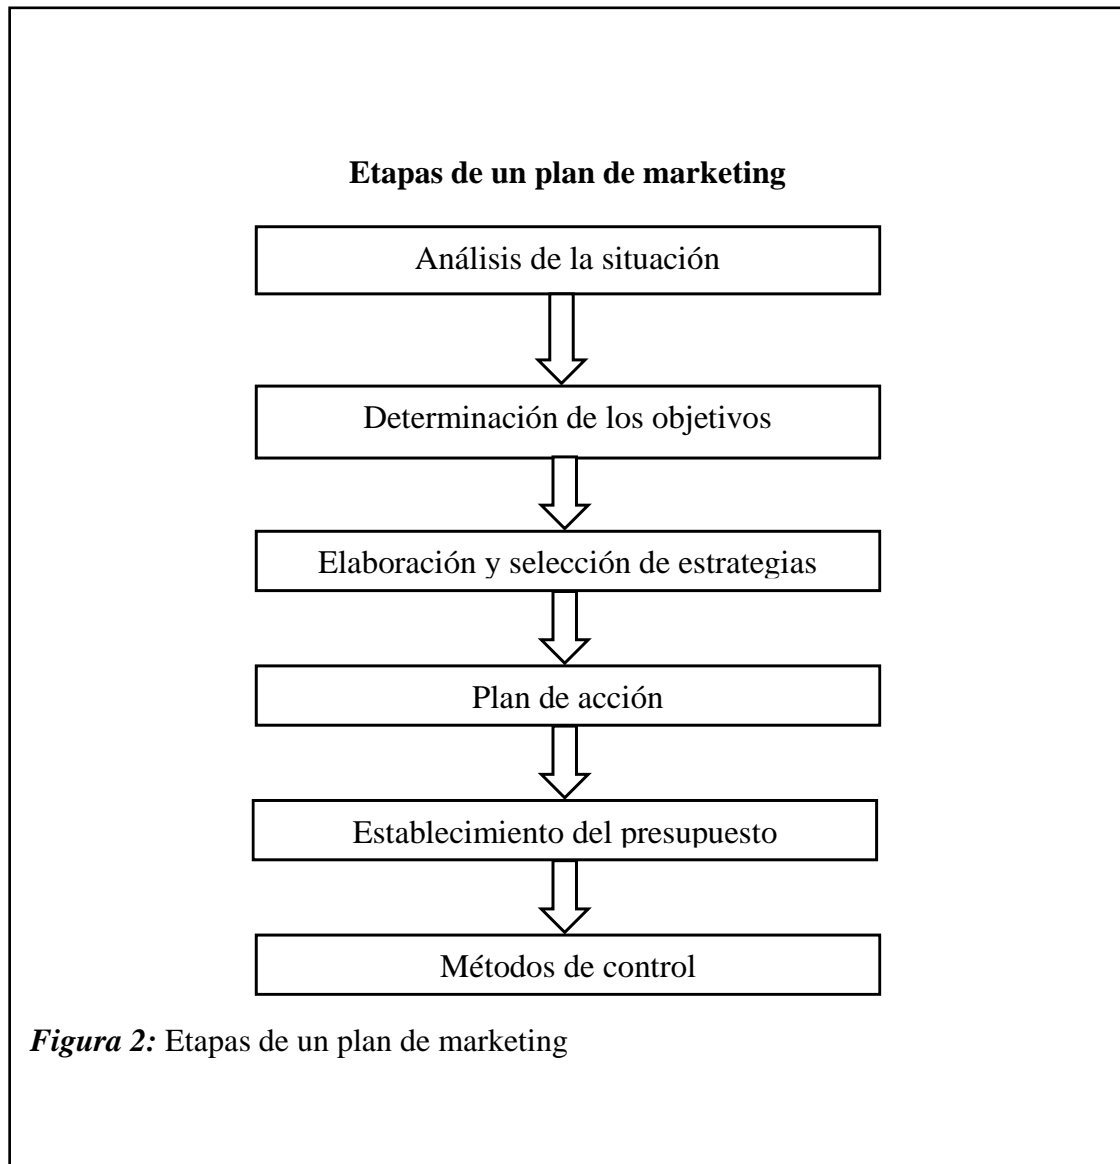 Etapas de un plan de marketing
Análisis de la situación
Determinación de los objetivos
Elaboración y selección de estrategias
Plan de acción
Establecimiento del presupuesto
Métodos de control
Figura 2: Etapas de un plan de marketing